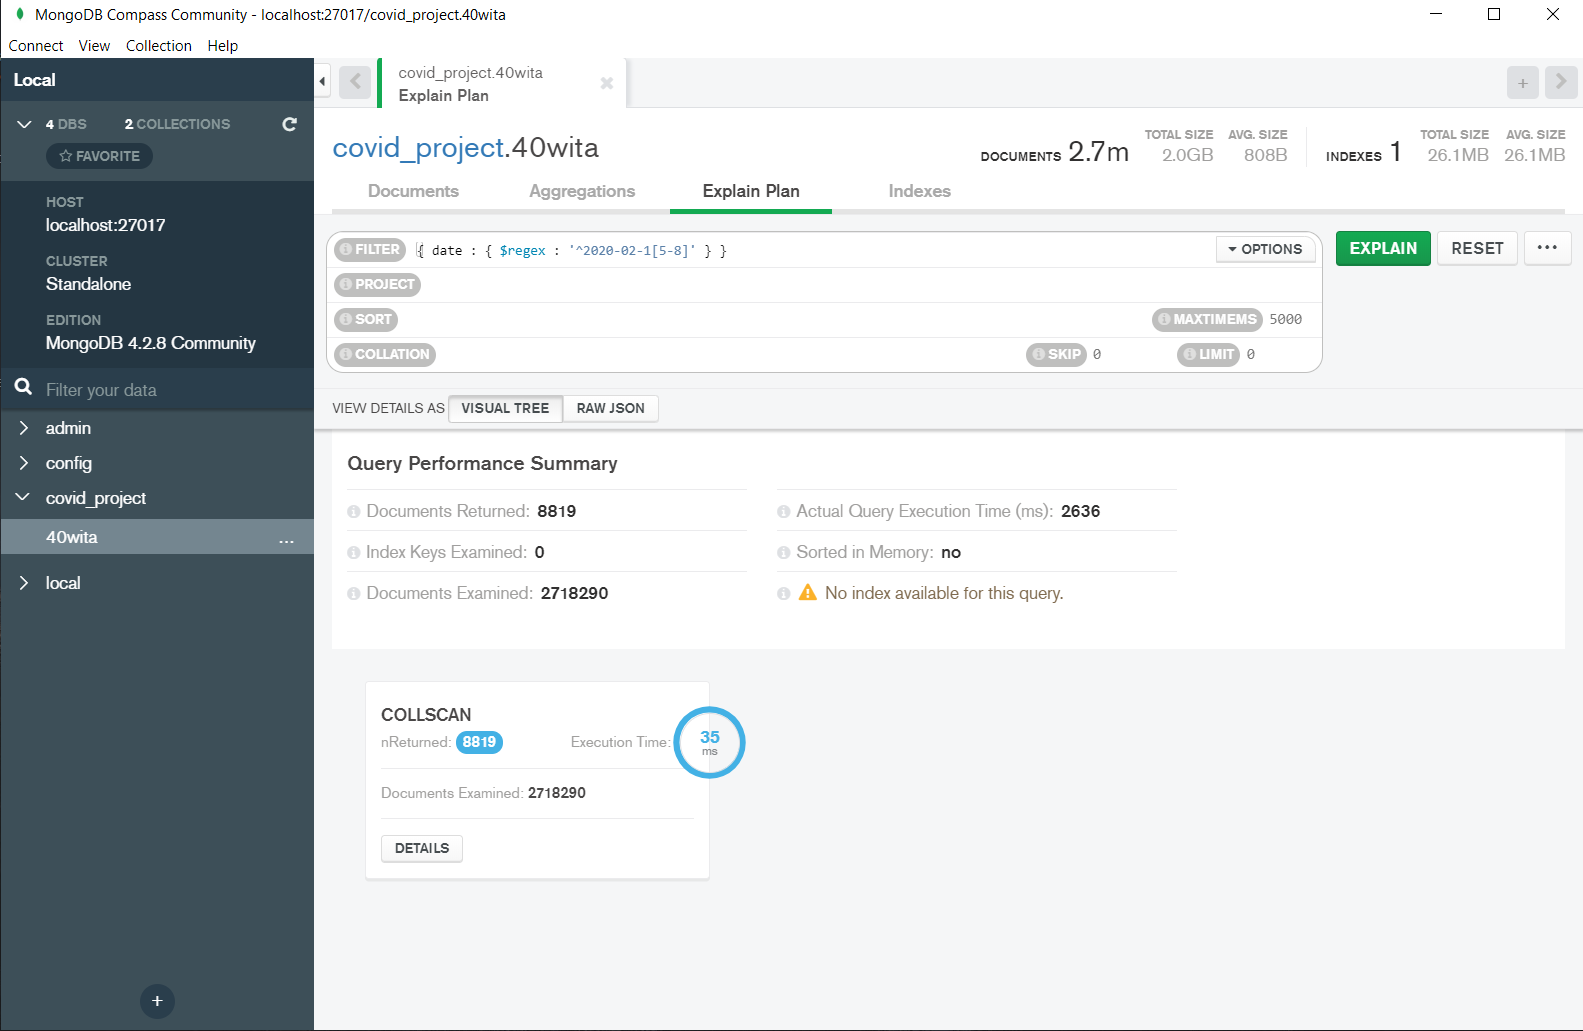 MongoDB Compass Community - localhost:27017/covid_project.40wita
Connect View Collection Help
Local
4 DBS 2 COLLECTIONS
FAVORITE
HOST
localhost:27017
CLUSTER
Standalone
EDITION
MongoDB 4.2.8 Community
Filter your data
admin
config
covid_project
40wita
...
local
+
covid_project.40wita
Explain Plan
+
covid_project.40wita
DOCUMENTS 2.7m
TOTAL SIZE AVG. SIZE
2.0GB 808B
INDEXES 1
TOTAL SIZE AVG. SIZE
26.1MB 26.1MB
Documents Aggregations Explain Plan Indexes
FILTER { date : { $regex : '^2020-02-1[5-8]' } } OPTIONS
EXPLAIN RESET ...
PROJECT
SORT MAXTIMEMS 5000
COLLATION SKIP 0 LIMIT 0
VIEW DETAILS AS VISUAL TREE RAW JSON
Query Performance Summary
Documents Returned: 8819
Index Keys Examined: 0
Documents Examined: 2718290
Actual Query Execution Time (ms): 2636
Sorted in Memory: no
No index available for this query.
COLLSCAN
nReturned: 8819 Execution Time: 35 ms
Documents Examined: 2718290
DETAILS